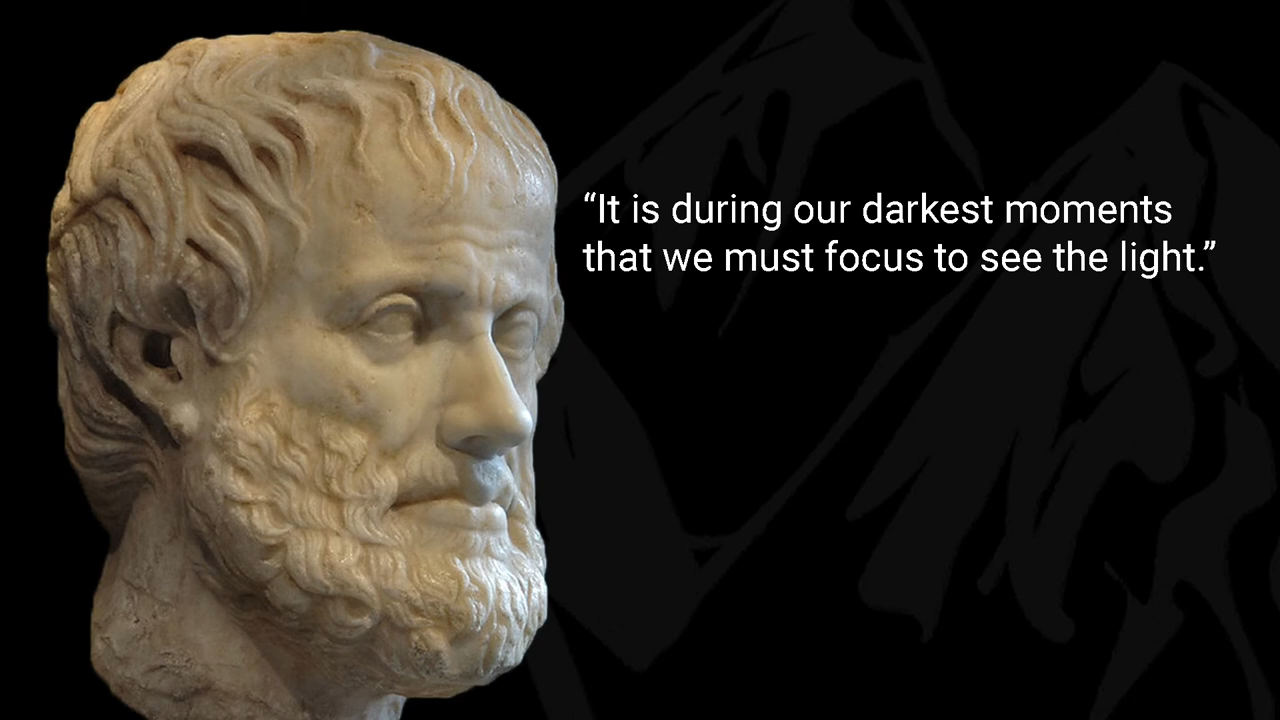 “It is during our darkest moments
that we must focus to see the light.”